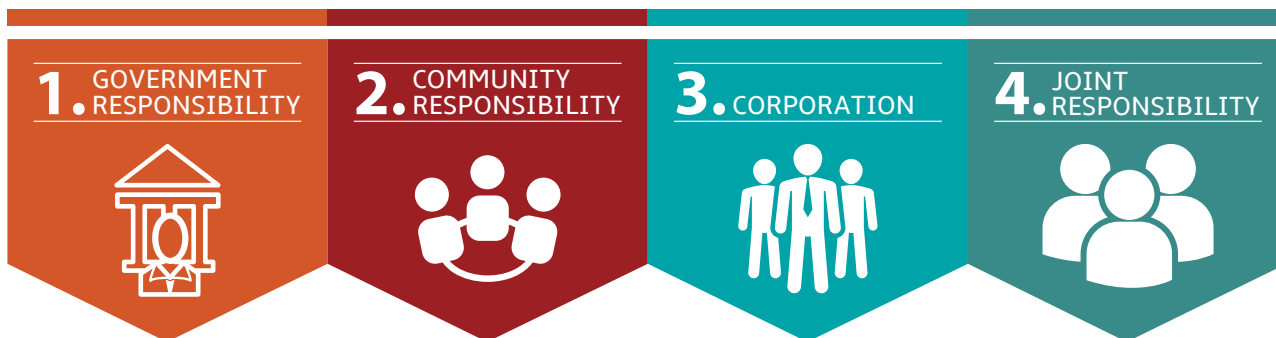 1. GOVERNMENT
RESPONSIBILITY
2. COMMUNITY
RESPONSIBILITY
3. CORPORATION
4. JOINT
RESPONSIBILITY